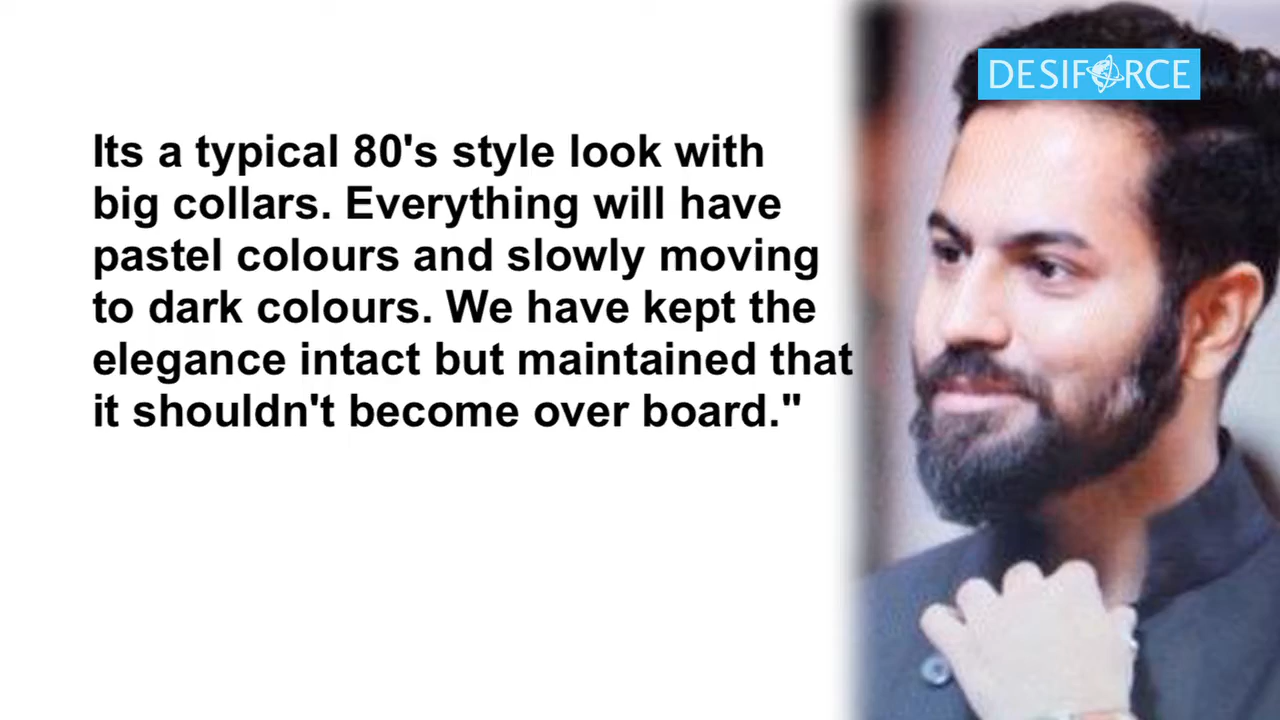 DESIFORCE
Its a typical 80's style look with
big collars. Everything will have
pastel colours and slowly moving
to dark colours. We have kept the
elegance intact but maintained that
it shouldn't become over board."